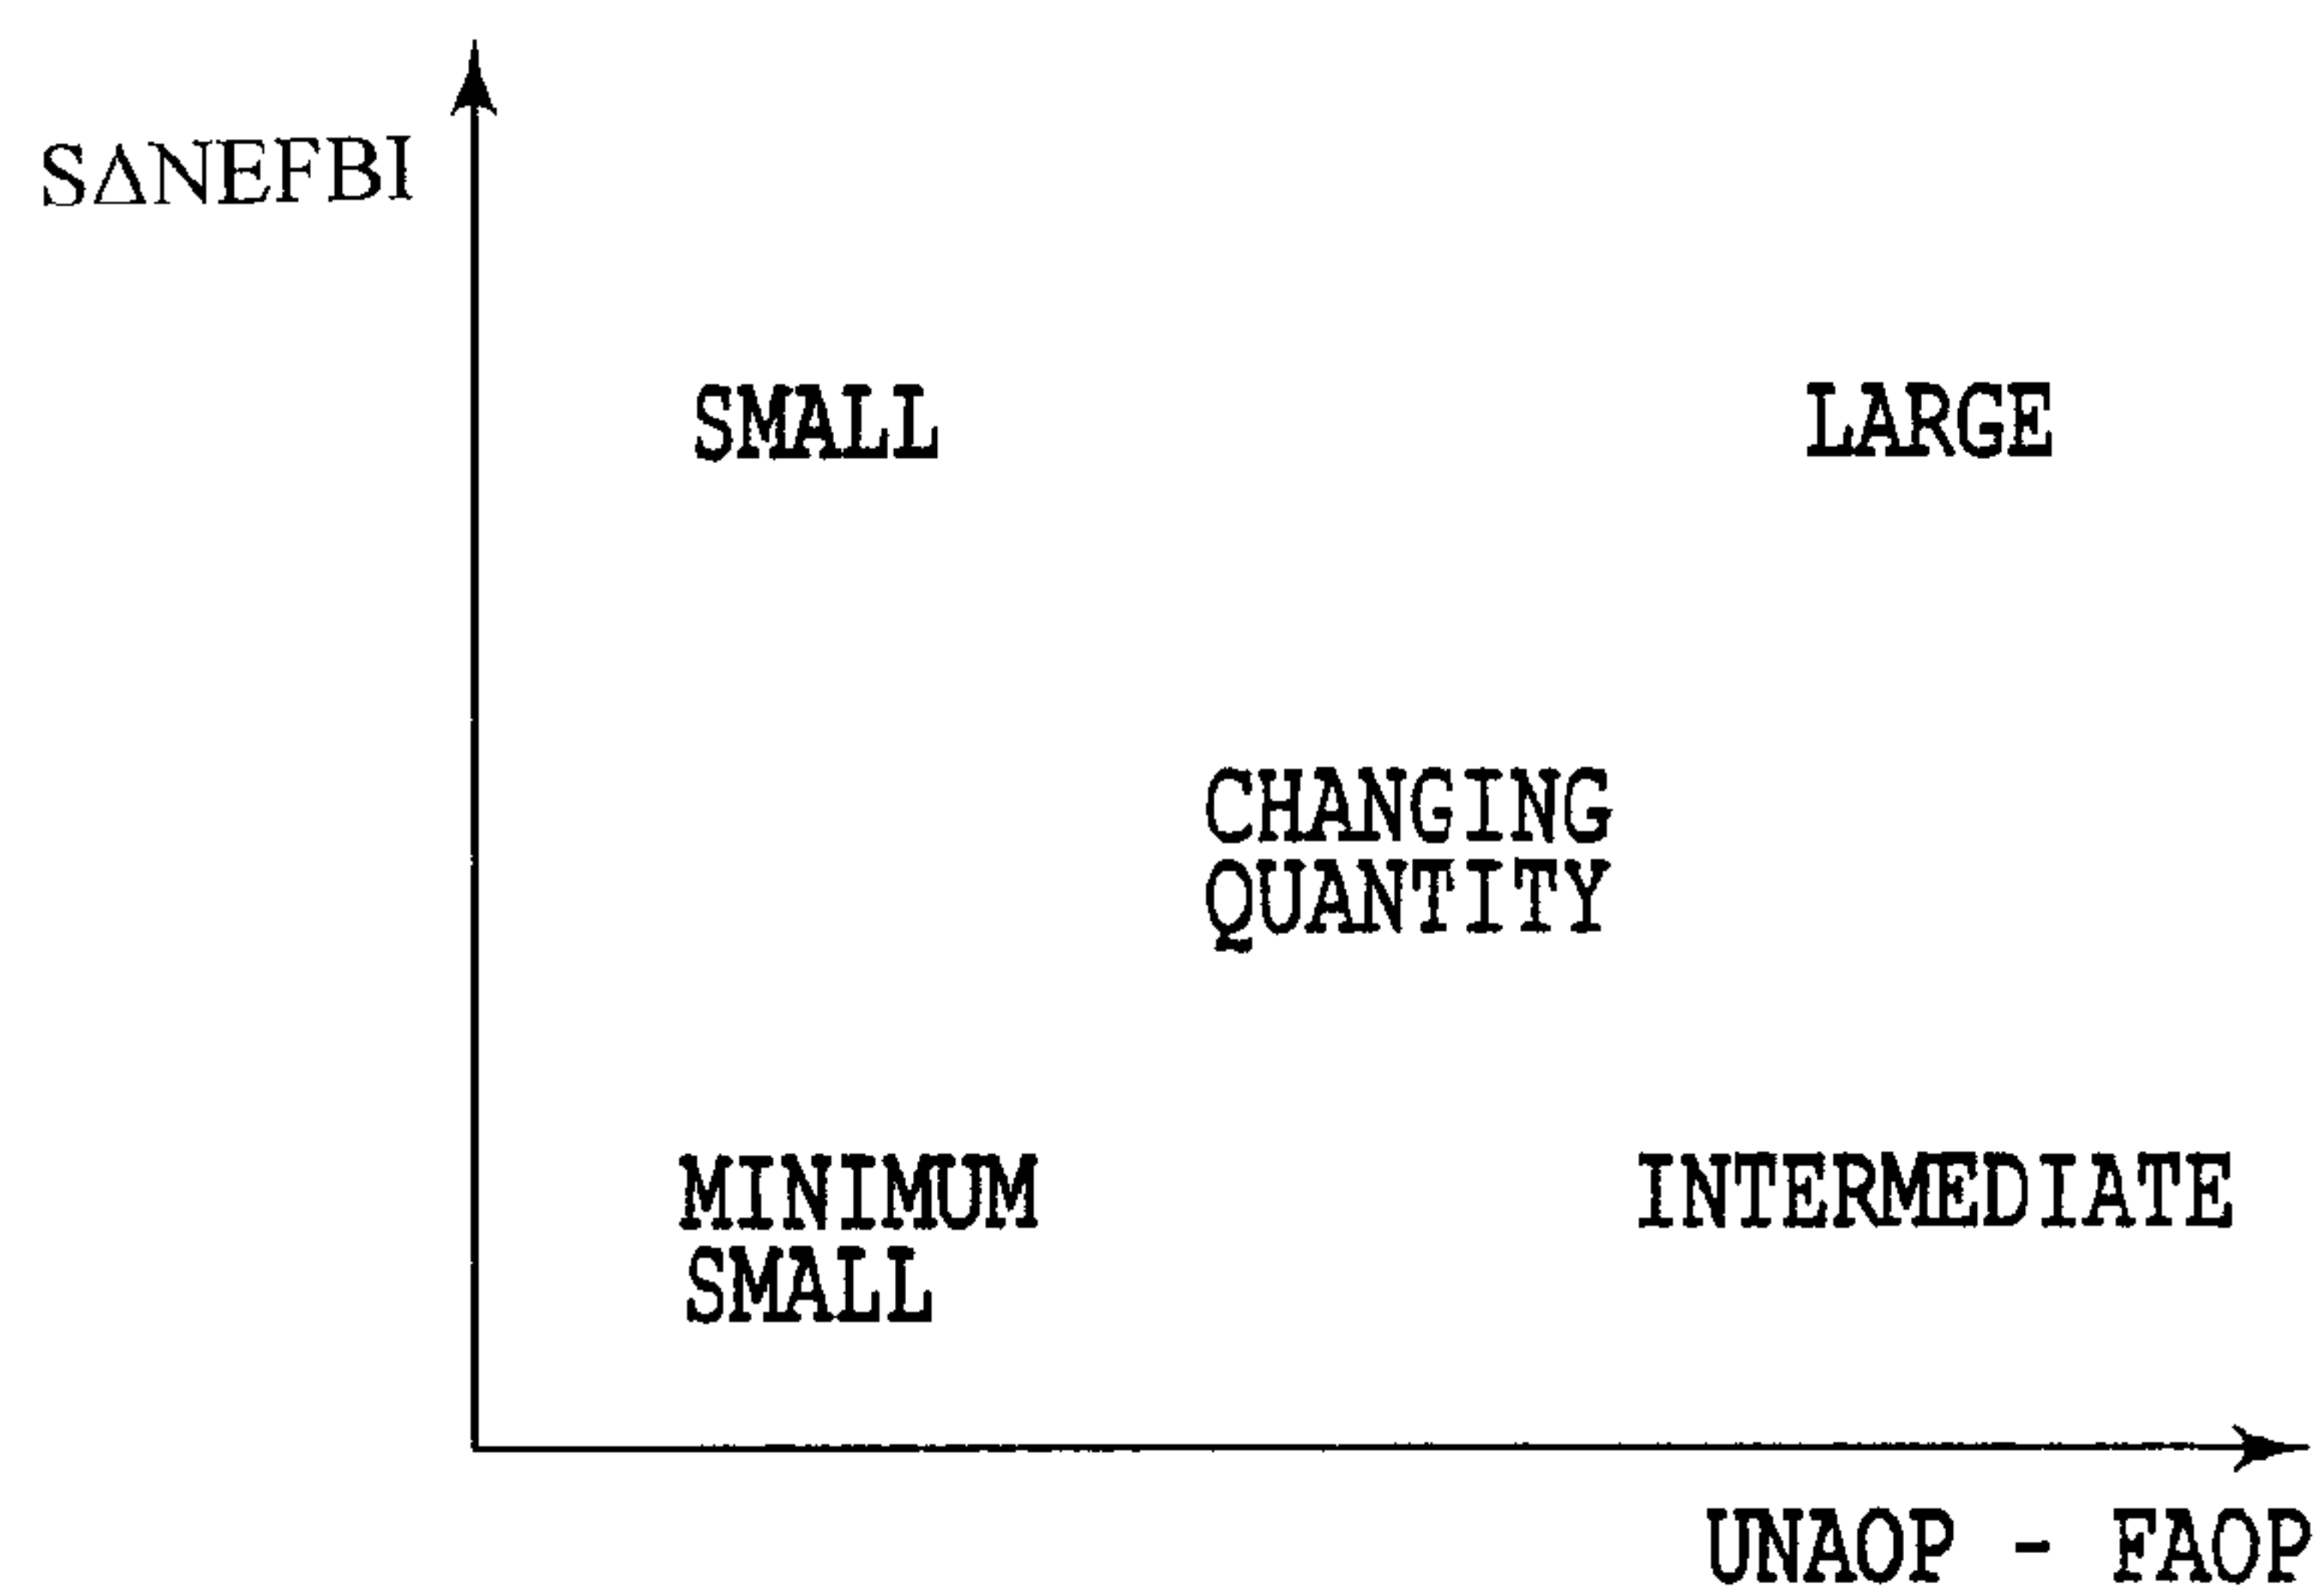 SΔNEFBI
SMALL LARGE
CHANGING
QUANTITY
MINIMUM INTERMEDIATE
SMALL
UNAOP - FAOP